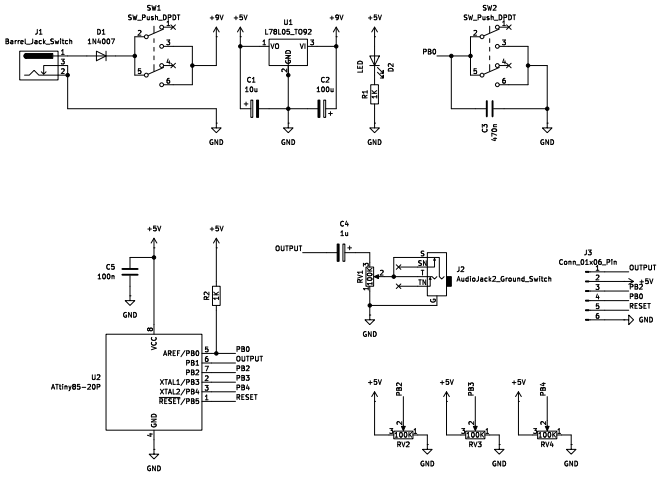 SW1
SW_Push_DPDT
J1
Barrel_Jack_Switch
D1
1N4007
1
3
2
2
1
3
5
4
6
+9V
GND
+5V
U1
L78L05_TO92
+9V
1 VO
VI 3
GND
2
C1
10u
C2
100u
GND
+5V
LED
D2
R1
1K
GND
SW2
SW_Push_DPDT
PB0
2
1
3
5
4
6
C3
470n
GND
+5V
C5
100n
GND
+5V
R2
1K
8
VCC
U2
ATtiny85-20P
AREF/PB0 5 PB0
PB1 6 OUTPUT
PB2 7 PB2
XTAL1/PB3 2 PB3
XTAL2/PB4 3 PB4
RESET/PB5 1 RESET
GND
4
GND
C4
1u
OUTPUT
RV1
100K
3
2
1
GND
S
SN
T
TN
G
J2
AudioJack2_Ground_Switch
J3
Conn_01x06_Pin
1 OUTPUT
2 +5V
3 PB2
4 PB0
5 RESET
6 GND
+5V
PB2
2
3 100K 1
RV2
GND
+5V
PB3
2
3 100K 1
RV3
GND
+5V
PB4
2
3 100K 1
RV4
GND